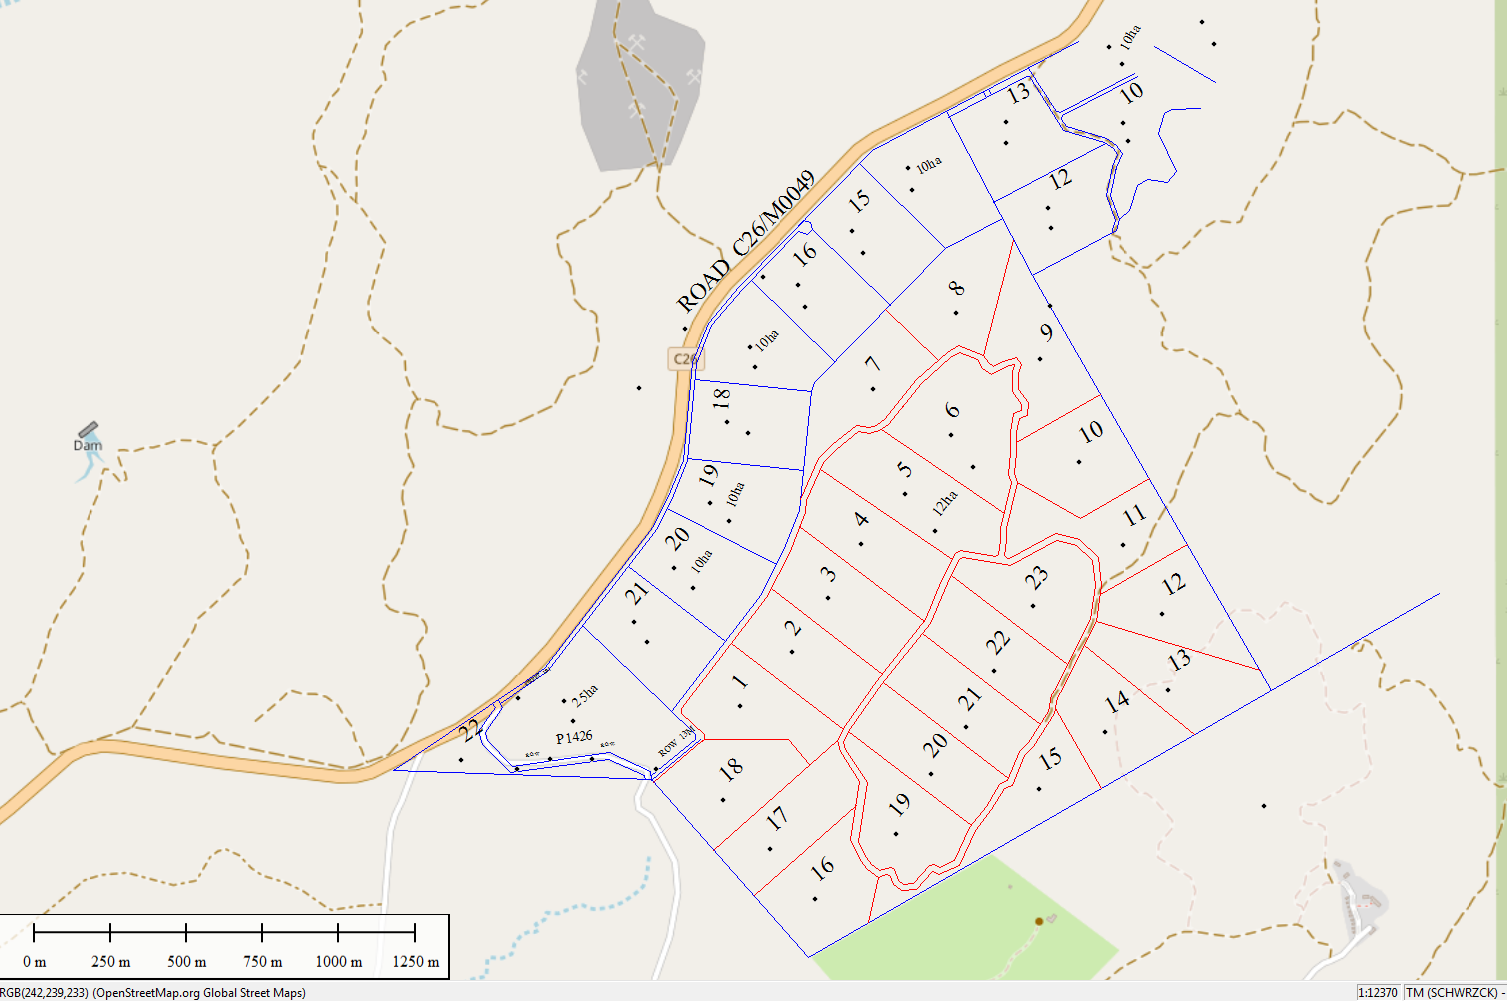 10ha
13
10
10ha
12
15
ROAD C26/M0049
16
8
10ha
9
C26
7
18
6
10
Dam
19
10ha
5
12ha
11
4
20
10ha
3
23
12
21
2
22
13
1
25ha
21
14
22
P1426
ROW 13M
20
15
18
19
17
16
0 m
250 m
500 m
750 m
1000 m
1250 m
RGB(242,239,233) (OpenStreetMap.org Global Street Maps)
1:12370
TM (SCHWRZCK) -